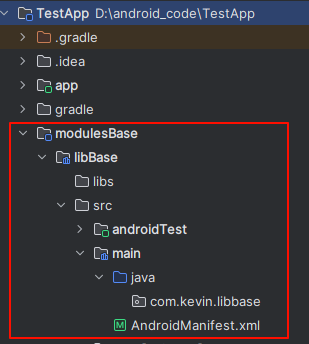 TestApp D:\android_code\TestApp
.gradle
.idea
app
gradle
modulesBase
libBase
libs
src
androidTest
main
java
com.kevin.libbase
AndroidManifest.xml